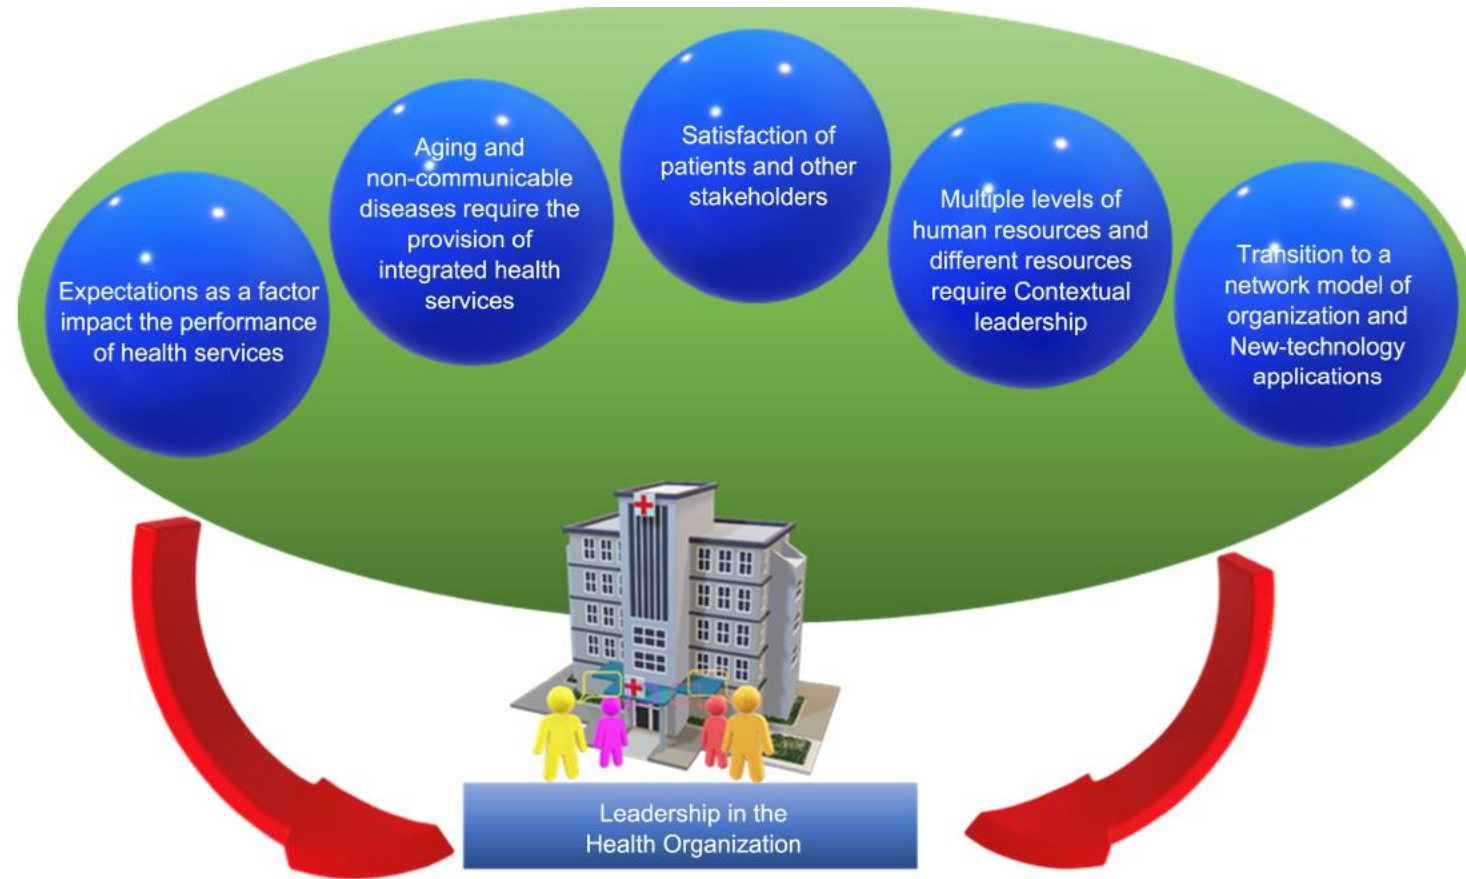 Expectations as a factor
impact the performance
of health services
Aging and
non-communicable
diseases require the
provision of
integrated health
services
Satisfaction of
patients and other
stakeholders
Multiple levels of
human resources and
different resources
require Contextual
leadership
Transition to a
network model of
organization and
New-technology
applications
Leadership in the
Health Organization